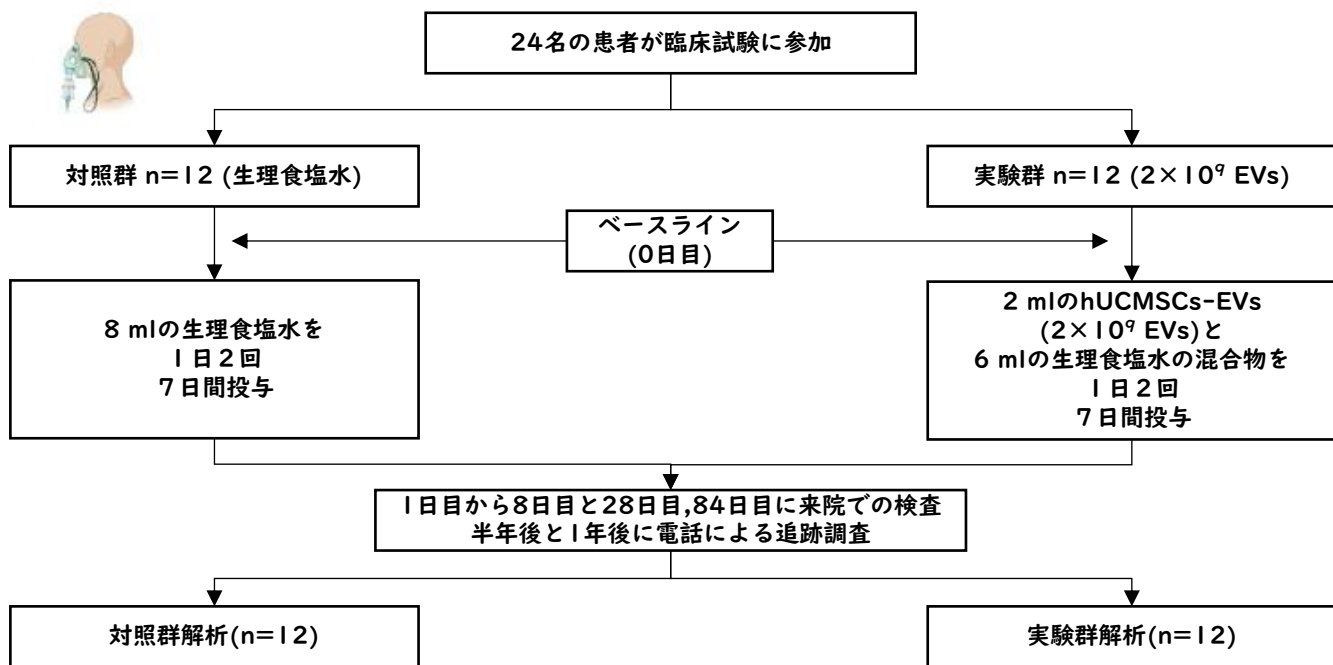 24名の患者が臨床試験に参加
対照群 n=12 (生理食塩水)
実験群 n=12 (2×10⁹ EVs)
ベースライン
(0日目)
8 mlの生理食塩水を
1日2回
7日間投与
2 mlのhUCMSCs-EVs
(2×10⁹ EVs)と
6 mlの生理食塩水の混合物を
1日2回
7日間投与
1日目から8日目と28日目,84日目に来院での検査
半年後と1年後に電話による追跡調査
対照群解析(n=12)
実験群解析(n=12)